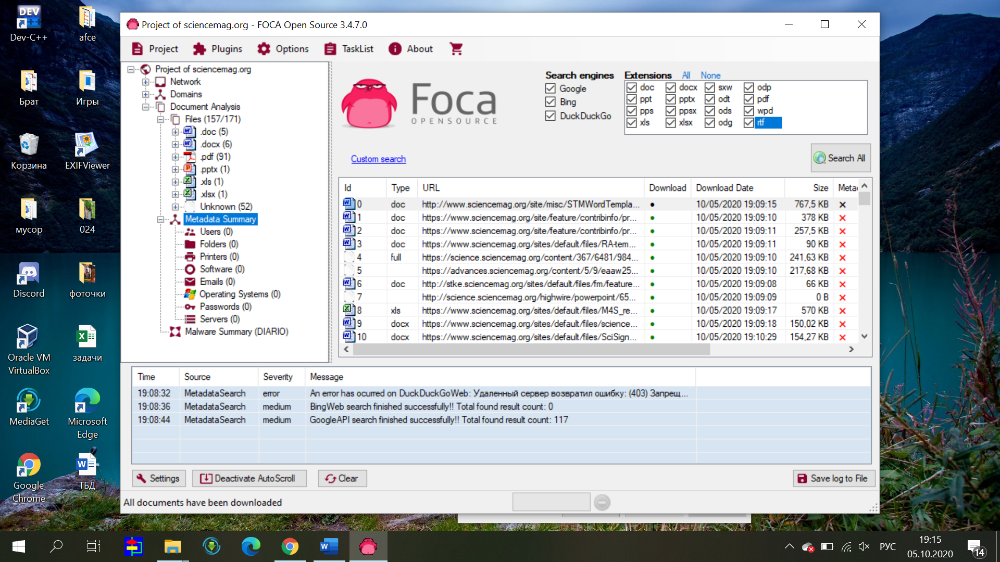 Dev-C++
afce
Брат
Игры
Корзина
EXIFViewer
мусор
024
Discord
фоточки
Oracle VM
VirtualBox
задачи
MediaGet
Microsoft
Edge
Google
Chrome
ТБД
Project of sciencemag.org - FOCA Open Source 3.4.7.0
Project Plugins Options TaskList About
Project of sciencemag.org
Network
Domains
Document Analysis
Files (157/171)
.doc (5)
.docx (6)
.pdf (91)
.pptx (1)
.xls (1)
.xlsx (1)
Unknown (52)
Metadata Summary
Users (0)
Folders (0)
Printers (0)
Software (0)
Emails (0)
Operating Systems (0)
Passwords (0)
Servers (0)
Malware Summary (DIARIO)
Foca
OPENSOURCE
Custom search
Search engines
Google
Bing
DuckDuckGo
Extensions All None
doc docx sxw odp
ppt pptx odt pdf
pps ppsx ods wpd
xls xlsx odg rtf
Search All
Id Type URL Download Download Date Size Metac
0 doc http://www.sciencemag.org/site/misc/STMWordTempla... 10/05/2020 19:09:15 767,5 KB
1 doc https://www.sciencemag.org/site/feature/contribinfo/pr... 10/05/2020 19:09:10 378 KB
2 doc https://www.sciencemag.org/site/feature/contribinfo/pr... 10/05/2020 19:09:11 257,5 KB
3 doc https://www.sciencemag.org/sites/default/files/RA-tem... 10/05/2020 19:09:11 90 KB
4 full https://science.sciencemag.org/content/367/6481/984... 10/05/2020 19:09:10 241,63 KB
5 https://advances.sciencemag.org/content/5/9/eaaw25... 10/05/2020 19:09:10 217,68 KB
6 doc http://stke.sciencemag.org/sites/default/files/fm/feature... 10/05/2020 19:09:08 66 KB
7 http://science.sciencemag.org/highwire/powerpoint/65... 10/05/2020 19:09:09 0 B
8 xls https://www.sciencemag.org/sites/default/files/M4S_re... 10/05/2020 19:09:17 570 KB
9 docx https://www.sciencemag.org/sites/default/files/science... 10/05/2020 19:09:18 150,02 KB
10 docx https://www.sciencemag.org/sites/default/files/SciSign... 10/05/2020 19:10:29 154,27 KB
Time Source Severity Message
19:08:32 MetadataSearch error An error has ocurred on DuckDuckGoWeb: Удаленный сервер возвратил ошибку: (403) Запрещ...
19:08:36 MetadataSearch medium BingWeb search finished successfully!! Total found result count: 0
19:08:44 MetadataSearch medium GoogleAPI search finished successfully!! Total found result count: 117
Settings Deactivate AutoScroll Clear Save log to File
All documents have been downloaded
РУС
19:15
05.10.2020
14